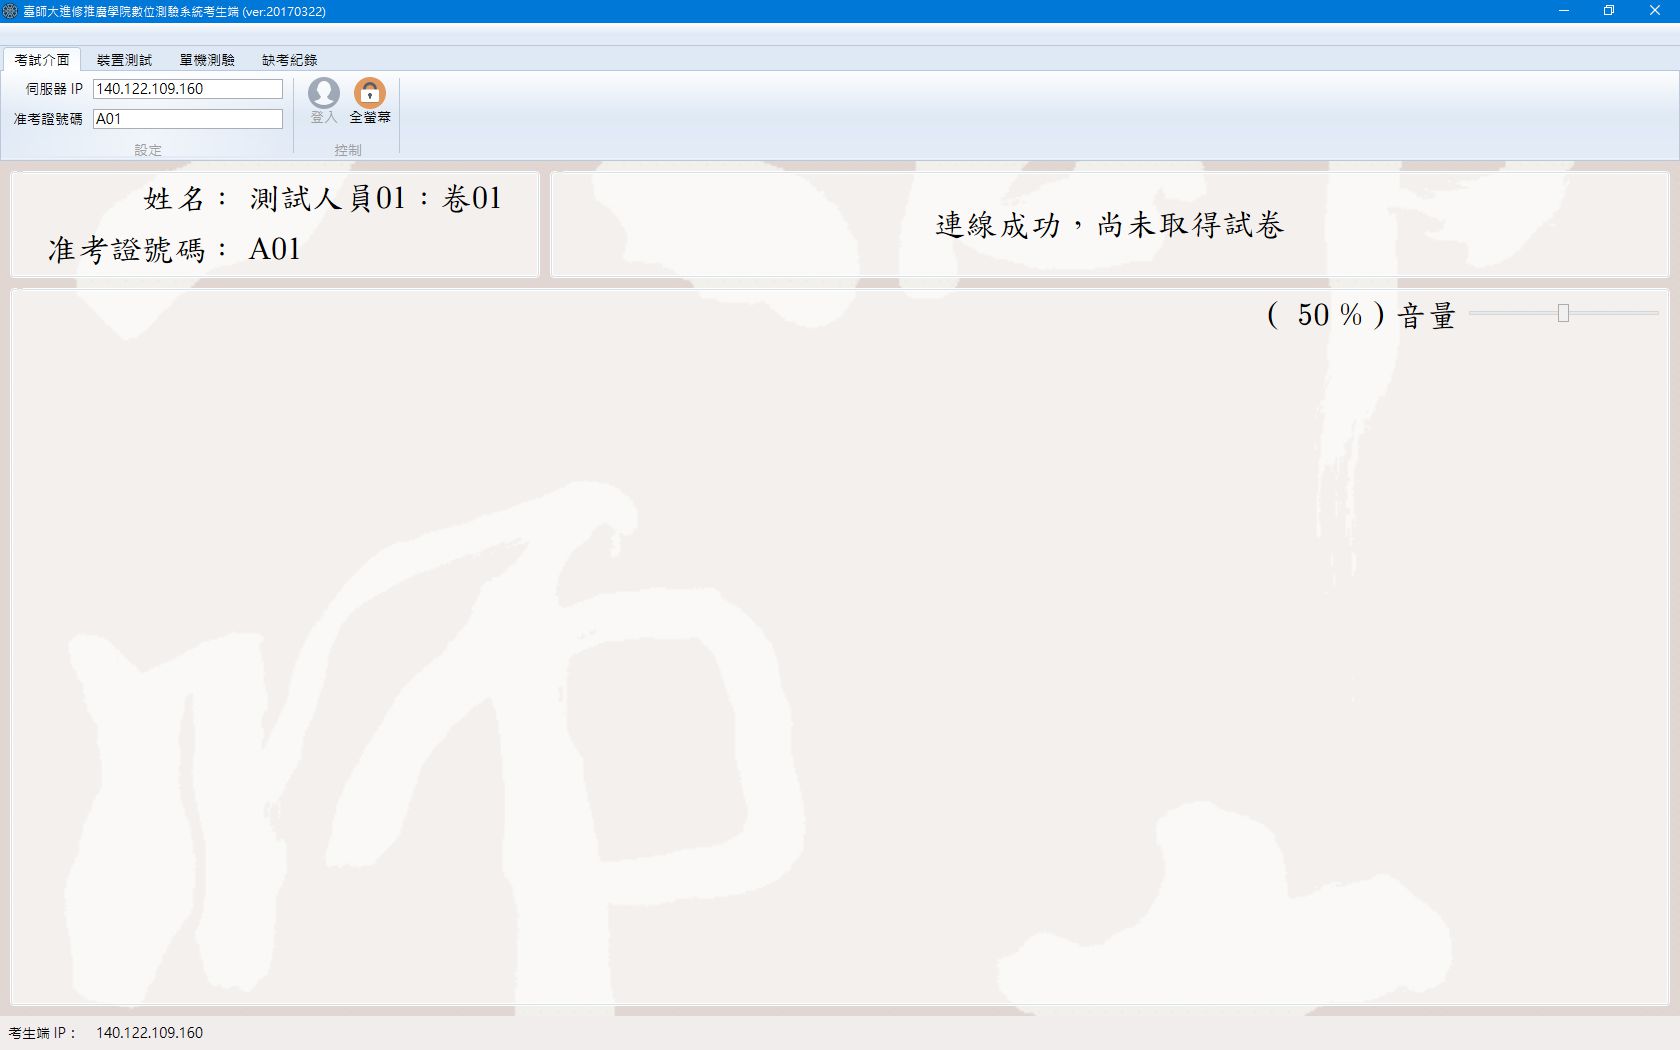 臺師大進修推廣學院數位測驗系統考生端 (ver:20170322)
考試介面 裝置測試 單機測驗 缺考紀錄
伺服器 IP 140.122.109.160
准考證號碼 A01
登入 全螢幕
設定 控制
姓名： 測試人員01：卷01
准考證號碼： A01
連線成功，尚未取得試卷
( 50 % ) 音量
考生端 IP： 140.122.109.160